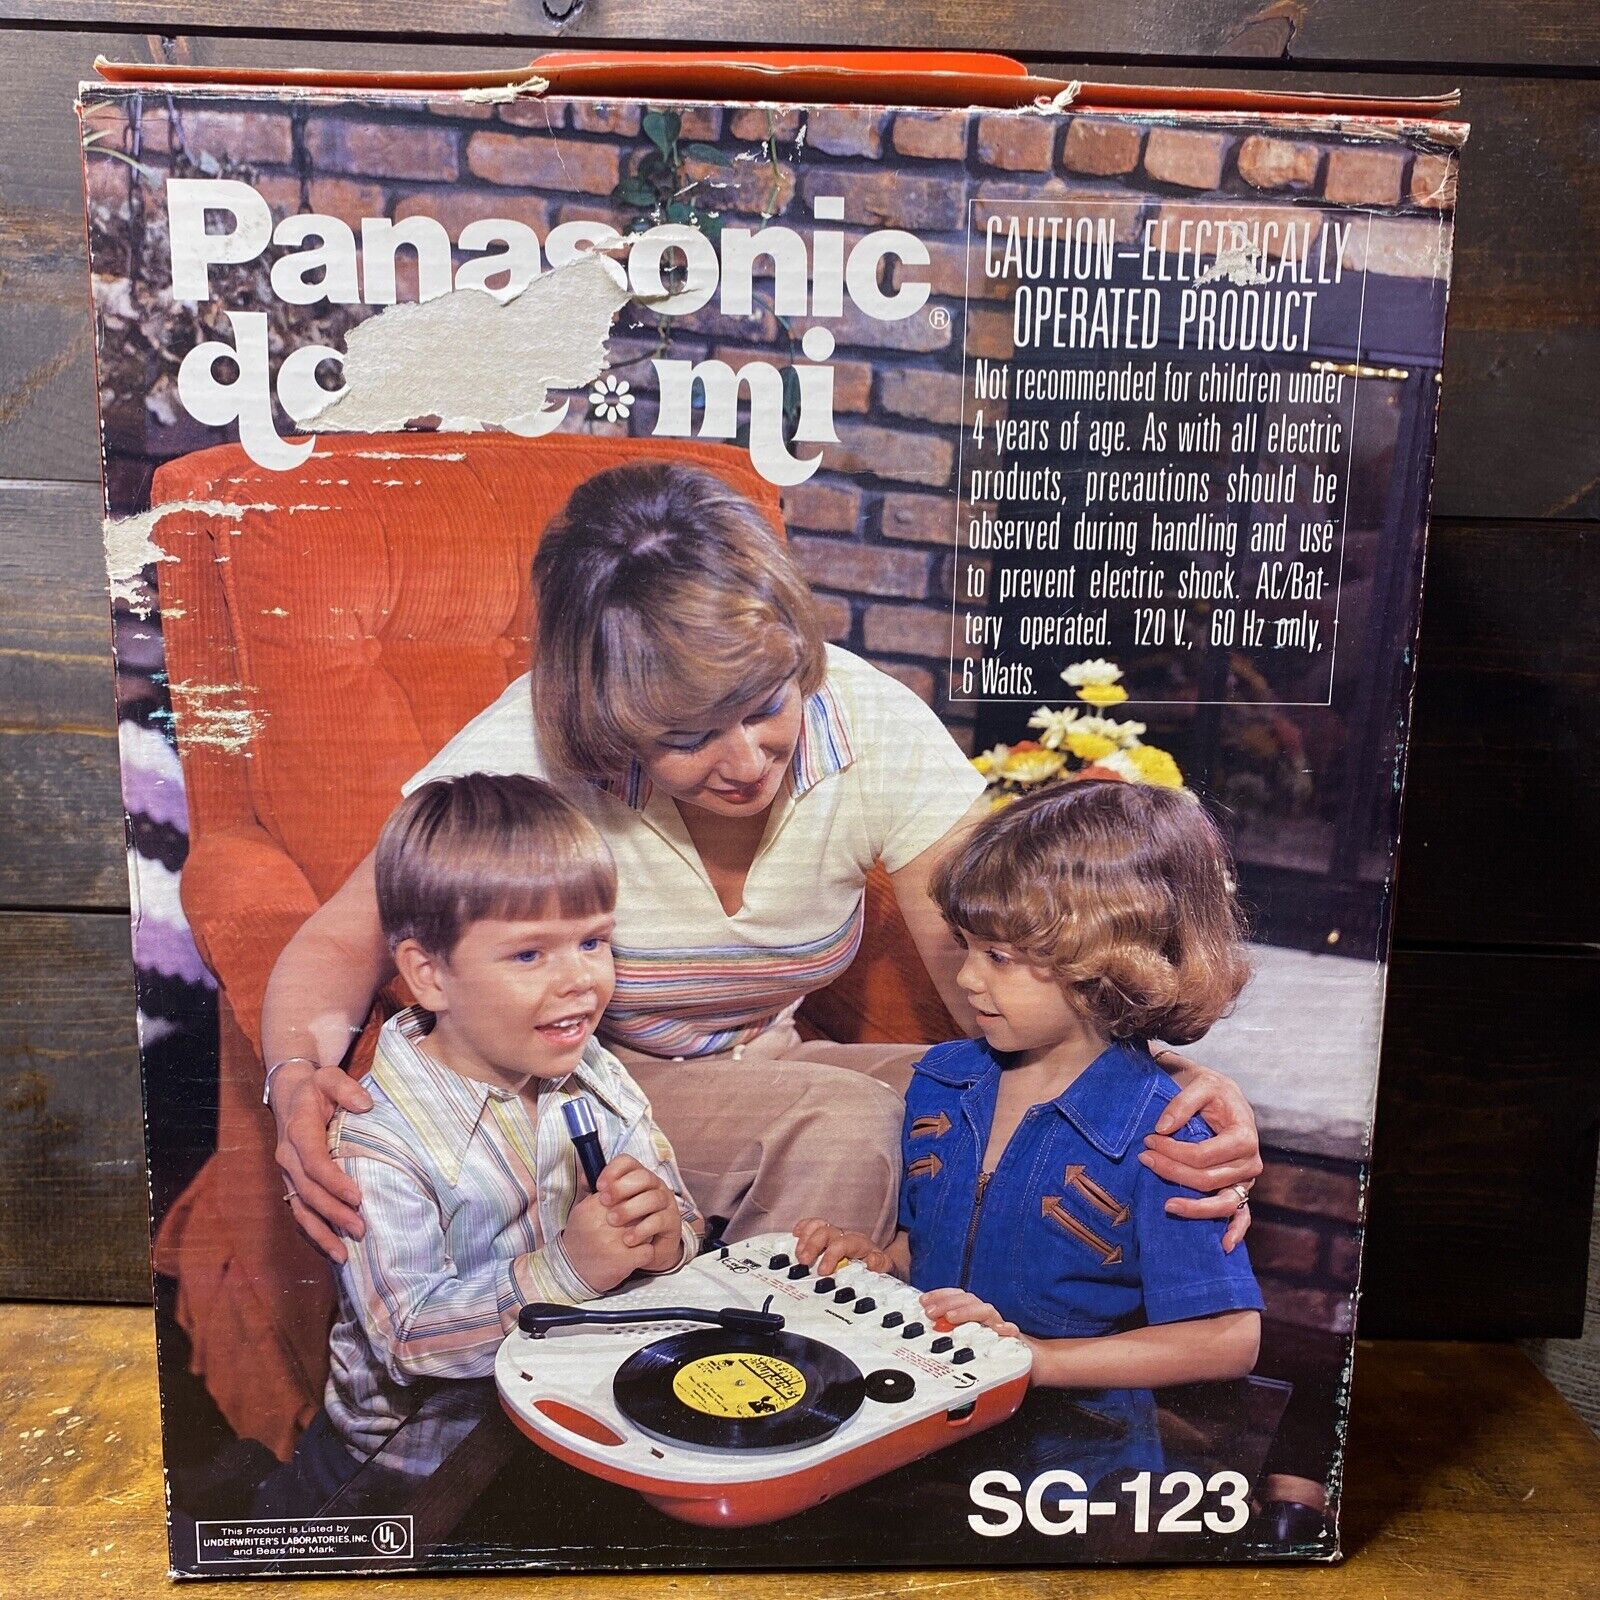 Panasonic®
mi
CAUTION–ELECTRICALLY
OPERATED PRODUCT
Not recommended for children under
4 years of age. As with all electric
products, precautions should be
observed during handling and use
to prevent electric shock. AC/Bat-
tery operated. 120 V., 60 Hz only,
6 Watts.
SG-123
This Product is Listed by
UNDERWRITER'S LABORATORIES, INC.
and Bears the Mark:
UL